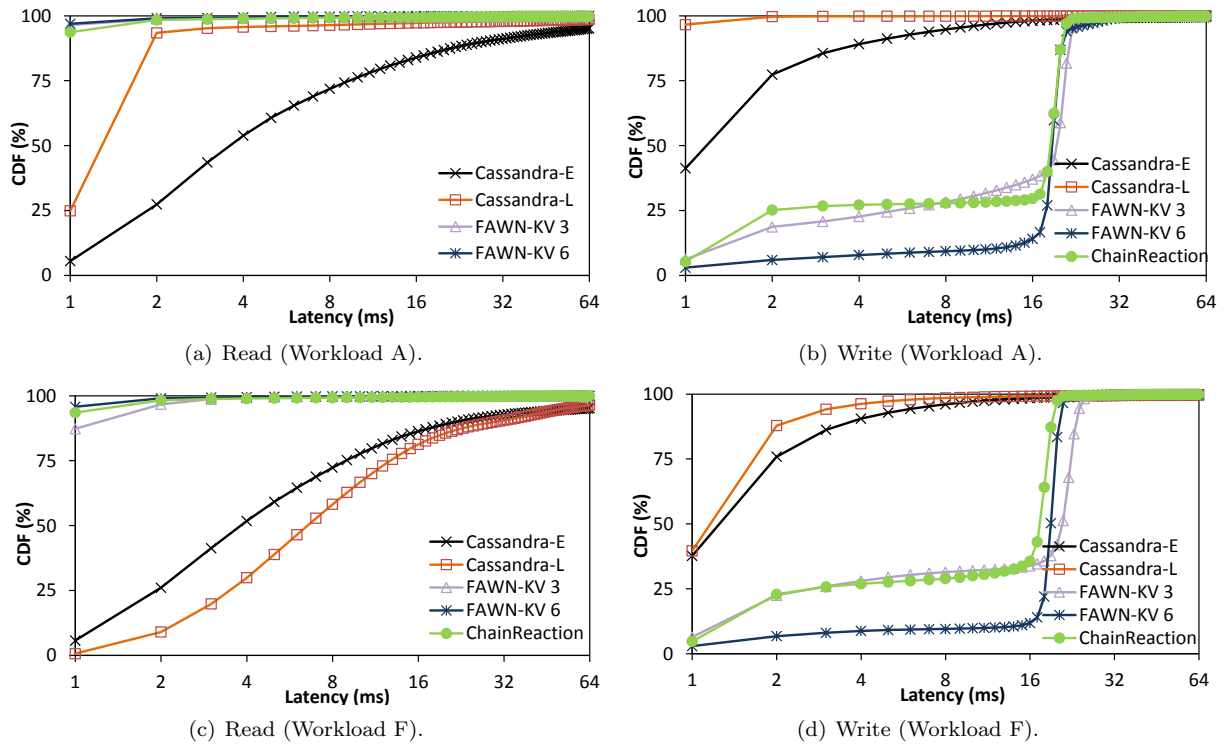 100
75
50
25
0
CDF (%)
Cassandra-E
Cassandra-L
FAWN-KV 3
FAWN-KV 6
1 2 4 8 16 32 64
Latency (ms)
(a) Read (Workload A).
100
75
50
25
0
CDF (%)
Cassandra-E
Cassandra-L
FAWN-KV 3
FAWN-KV 6
ChainReaction
1 2 4 8 16 32 64
Latency (ms)
(b) Write (Workload A).
100
75
50
25
0
CDF (%)
Cassandra-E
Cassandra-L
FAWN-KV 3
FAWN-KV 6
ChainReaction
1 2 4 8 16 32 64
Latency (ms)
(c) Read (Workload F).
100
75
50
25
0
CDF (%)
Cassandra-E
Cassandra-L
FAWN-KV 3
FAWN-KV 6
ChainReaction
1 2 4 8 16 32 64
Latency (ms)
(d) Write (Workload F).